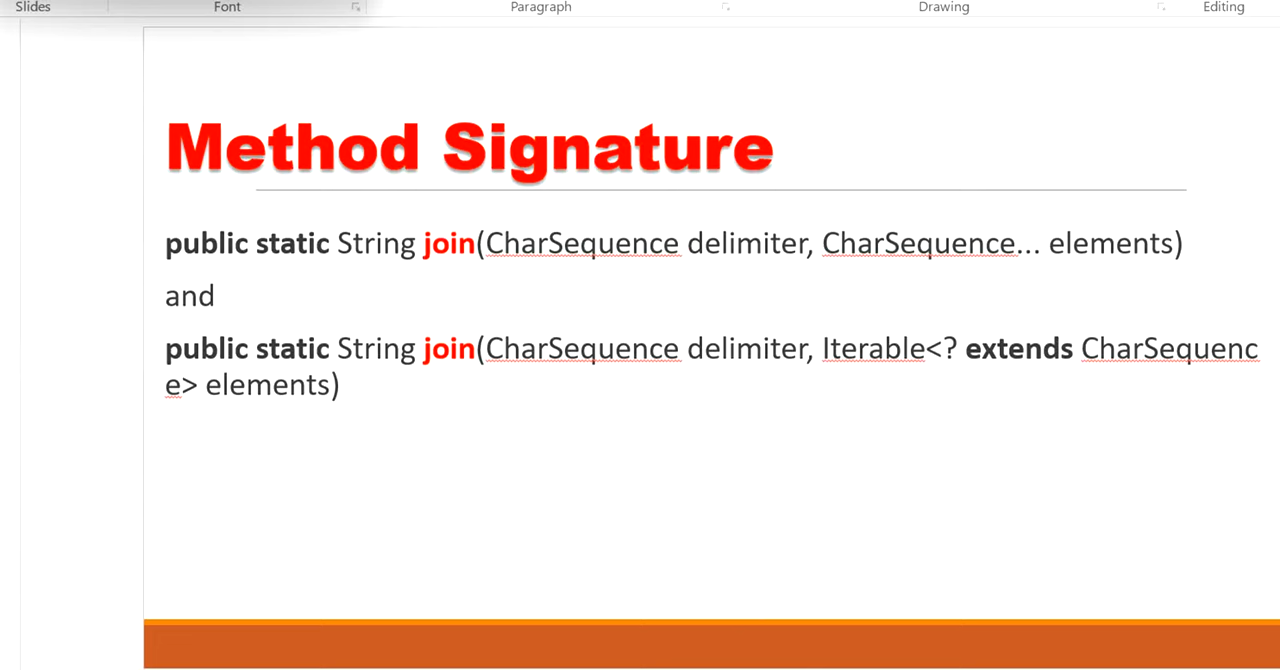 Slides Font Paragraph Drawing Editing
Method Signature
public static String join(CharSequence delimiter, CharSequence... elements)
and
public static String join(CharSequence delimiter, Iterable<? extends CharSequenc
e> elements)